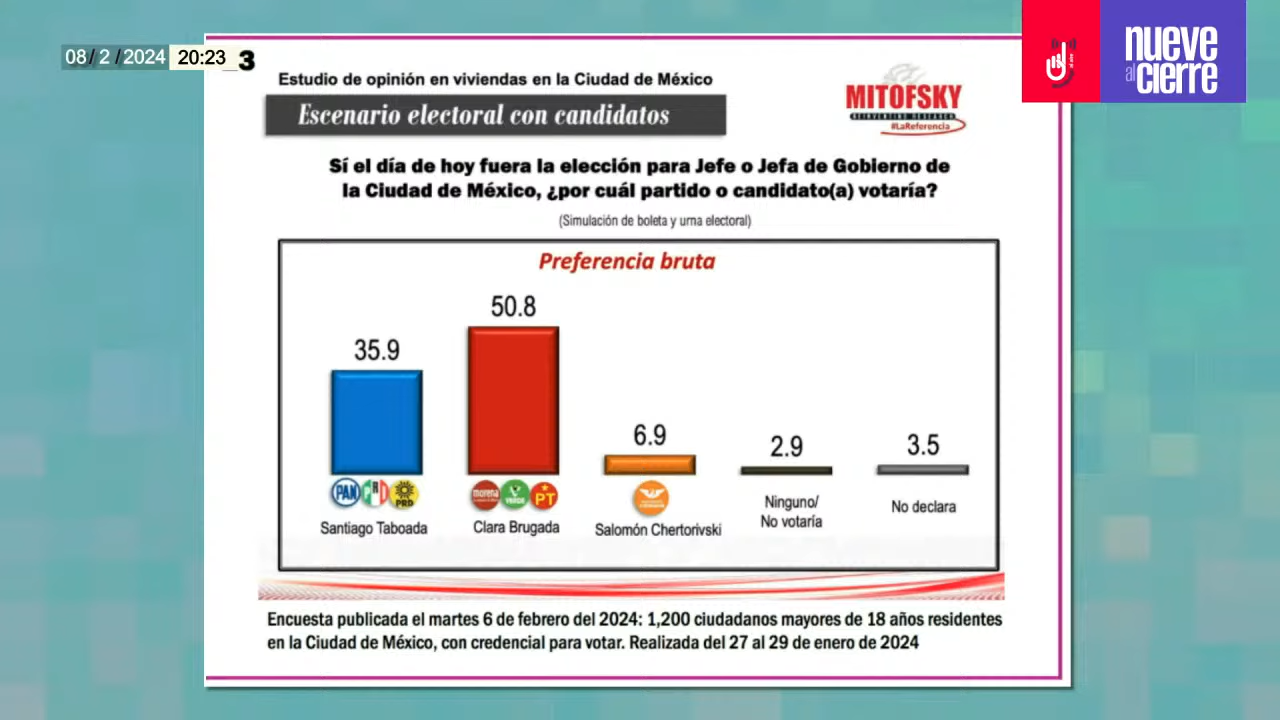 08/ 2 /2024 20:23
_3
nueve
al cierre
Estudio de opinión en viviendas en la Ciudad de México
Escenario electoral con candidatos
MITOFSKY
REINVENTING RESEARCH
#LaReferencia
Sí el día de hoy fuera la elección para Jefe o Jefa de Gobierno de
la Ciudad de México, ¿por cuál partido o candidato(a) votaría?
(Simulación de boleta y urna electoral)
Preferencia bruta
35.9
50.8
6.9
2.9
3.5
PAN PRI PRD
morena VERDE PT
Santiago Taboada
Clara Brugada
Salomón Chertorivski
Ninguno/
No votaría
No declara
Encuesta publicada el martes 6 de febrero del 2024: 1,200 ciudadanos mayores de 18 años residentes
en la Ciudad de México, con credencial para votar. Realizada del 27 al 29 de enero de 2024